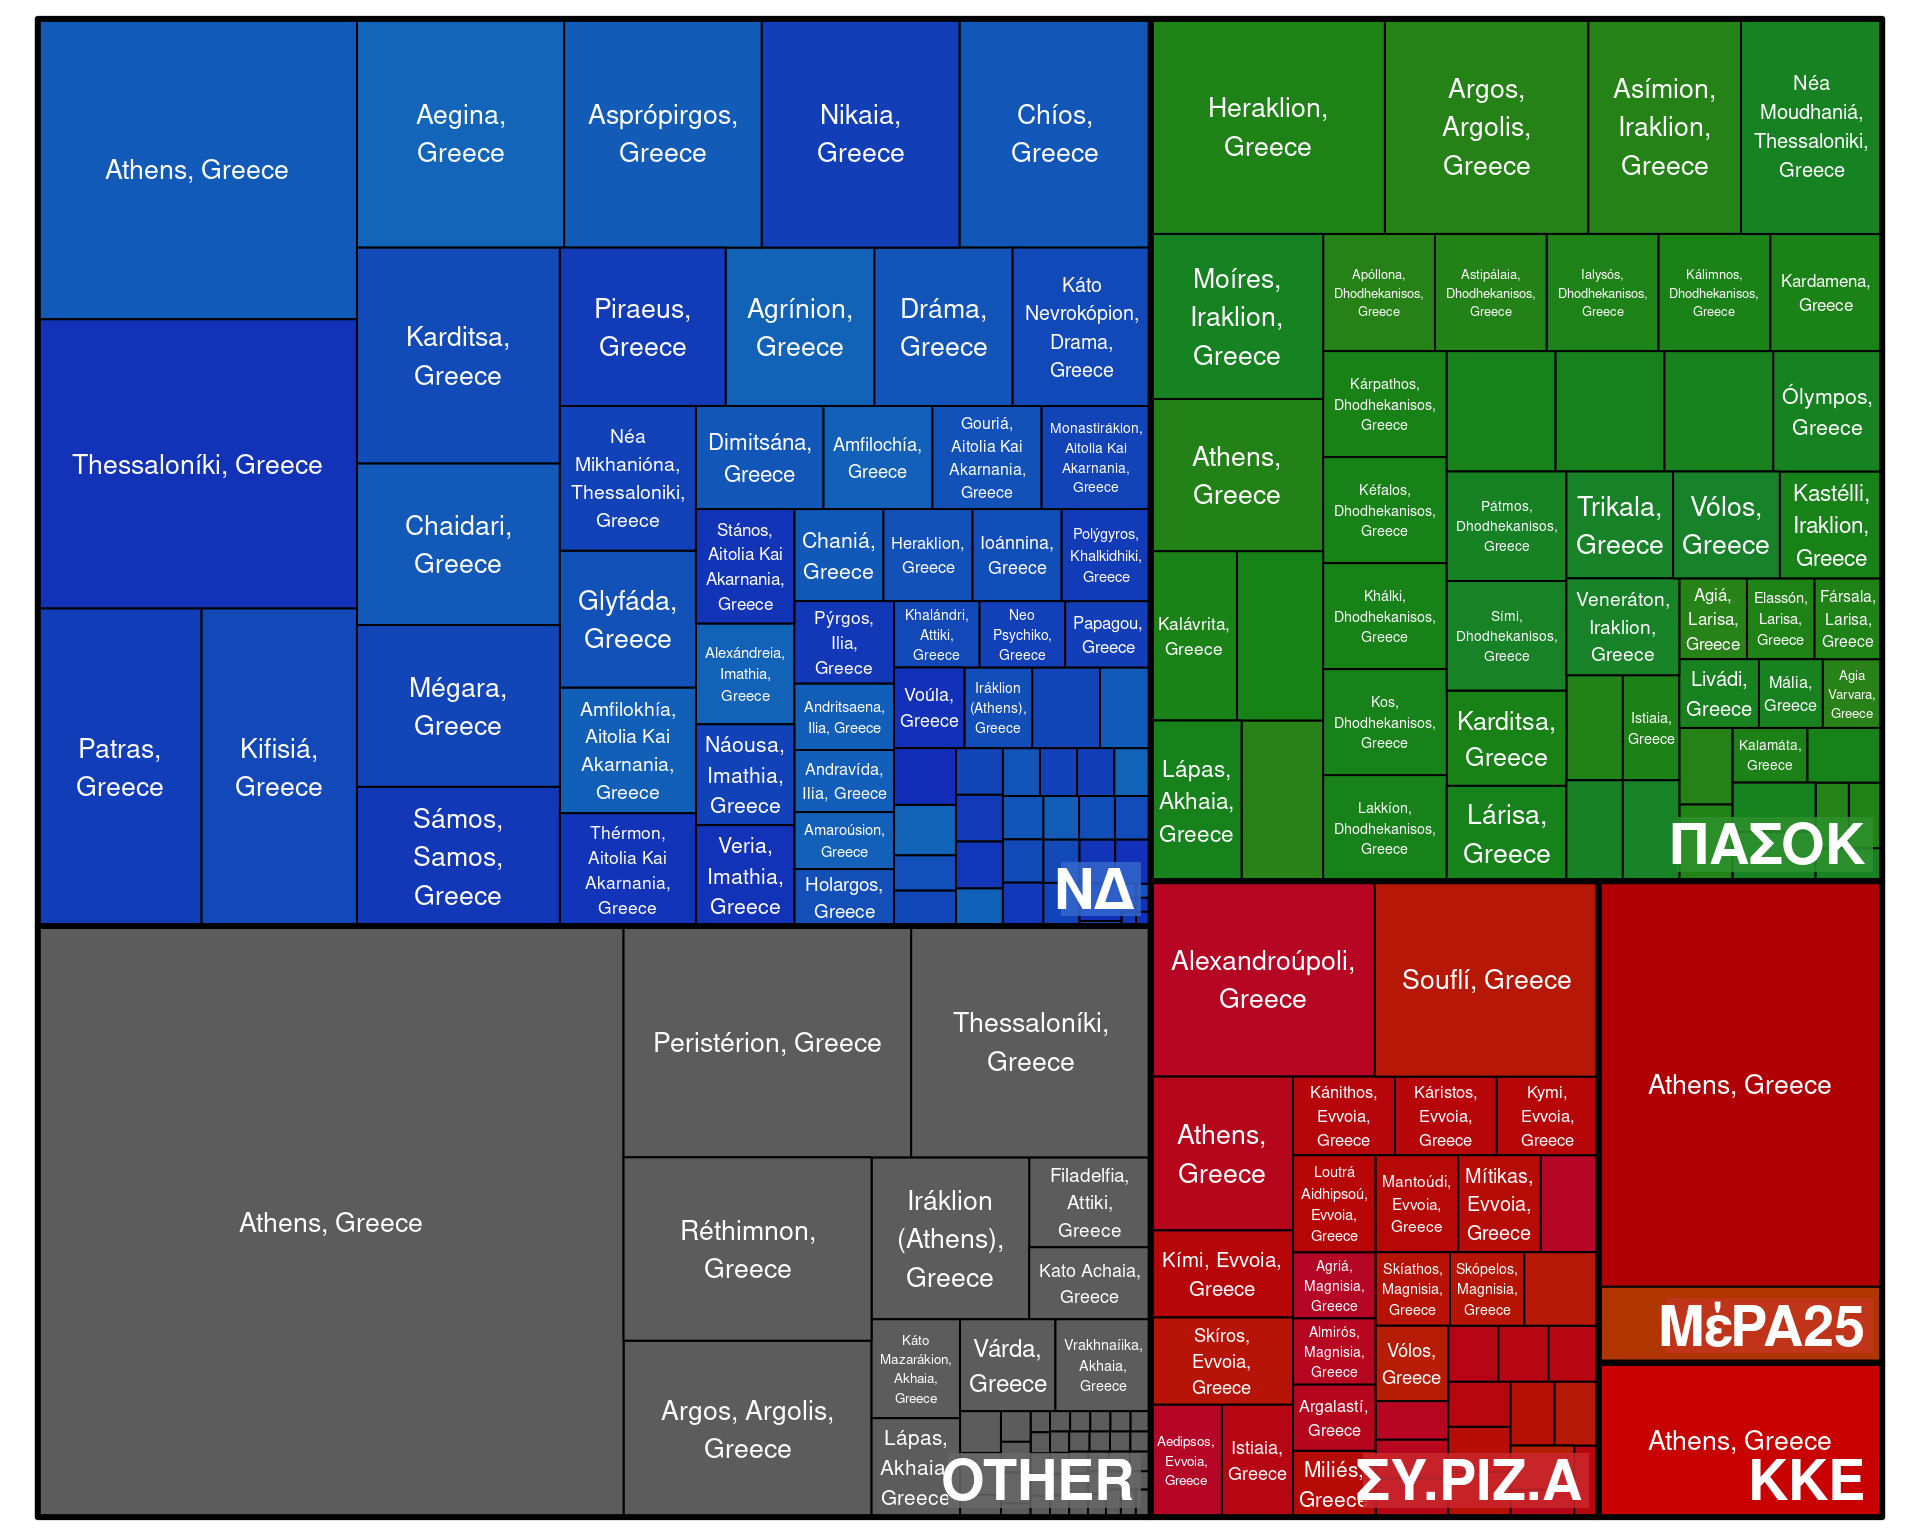 Athens, Greece
Thessaloníki, Greece
Patras,
Greece
Kifisiá,
Greece
Aegina,
Greece
Asprópirgos,
Greece
Nikaia,
Greece
Chíos,
Greece
Karditsa,
Greece
Chaidari,
Greece
Mégara,
Greece
Sámos,
Samos,
Greece
Piraeus,
Greece
Agrínion,
Greece
Dráma,
Greece
Káto
Nevrokópion,
Drama,
Greece
Néa
Mikhanióna,
Thessaloniki,
Greece
Glyfáda,
Greece
Amfilokhía,
Aitolia Kai
Akarnania,
Greece
Thérmon,
Aitolia Kai
Akarnania,
Greece
Dimitsána,
Greece
Amfilochía,
Greece
Gouriá,
Aitolia Kai
Akarnania,
Greece
Monastirákion,
Aitolia Kai
Akarnania,
Greece
Stános,
Aitolia Kai
Akarnania,
Greece
Alexándreia,
Imathia,
Greece
Náousa,
Imathia,
Greece
Veria,
Imathia,
Greece
Chaniá,
Greece
Heraklion,
Greece
Ioánnina,
Greece
Polýgyros,
Khalkidhiki,
Greece
Pýrgos,
Ilia,
Greece
Andritsaena,
Ilia, Greece
Andravída,
Ilia, Greece
Amaroúsion,
Greece
Holargos,
Greece
Khalándri,
Attiki,
Greece
Neo
Psychiko,
Greece
Papagou,
Greece
Voúla,
Greece
Iráklion
(Athens),
Greece
ΝΔ
Heraklion,
Greece
Argos,
Argolis,
Greece
Asímion,
Iraklion,
Greece
Néa
Moudhaniá,
Thessaloniki,
Greece
Moíres,
Iraklion,
Greece
Athens,
Greece
Kalávrita,
Greece
Lápas,
Akhaia,
Greece
Apóllona,
Dhodhekanisos,
Greece
Astipálaia,
Dhodhekanisos,
Greece
Ialysós,
Dhodhekanisos,
Greece
Kálimnos,
Dhodhekanisos,
Greece
Kardamena,
Greece
Kárpathos,
Dhodhekanisos,
Greece
Kéfalos,
Dhodhekanisos,
Greece
Khálki,
Dhodhekanisos,
Greece
Kos,
Dhodhekanisos,
Greece
Lakkíon,
Dhodhekanisos,
Greece
Ólympos,
Greece
Pátmos,
Dhodhekanisos,
Greece
Sími,
Dhodhekanisos,
Greece
Karditsa,
Greece
Lárisa,
Greece
Trikala,
Greece
Vólos,
Greece
Kastélli,
Iraklion,
Greece
Veneráton,
Iraklion,
Greece
Istiaia,
Greece
Agiá,
Larisa,
Greece
Elassón,
Larisa,
Greece
Fársala,
Larisa,
Greece
Livádi,
Greece
Mália,
Greece
Agia
Varvara,
Greece
Kalamáta,
Greece
ΠΑΣΟΚ
Athens, Greece
Peristérion, Greece
Thessaloníki,
Greece
Réthimnon,
Greece
Argos, Argolis,
Greece
Iráklion
(Athens),
Greece
Filadelfia,
Attiki,
Greece
Kato Achaia,
Greece
Káto
Mazarákion,
Akhaia,
Greece
Lápas,
Akhaia,
Greece
Várda,
Greece
Vrakhnaíika,
Akhaia,
Greece
OTHER
Alexandroúpoli,
Greece
Souflí, Greece
Athens,
Greece
Kími, Evvoia,
Greece
Skíros,
Evvoia,
Greece
Aedipsos,
Evvoia,
Greece
Istiaia,
Greece
Kánithos,
Evvoia,
Greece
Káristos,
Evvoia,
Greece
Kymi,
Evvoia,
Greece
Loutrá
Aidhipsoú,
Evvoia,
Greece
Mantoúdi,
Evvoia,
Greece
Mítikas,
Evvoia,
Greece
Agriá,
Magnisia,
Greece
Almirós,
Magnisia,
Greece
Argalastí,
Greece
Miliés,
Greece
Skíathos,
Magnisia,
Greece
Skópelos,
Magnisia,
Greece
Vólos,
Greece
ΣΥ.ΡΙΖ.Α
Athens, Greece
ΜέΡΑ25
Athens, Greece
ΚΚΕ